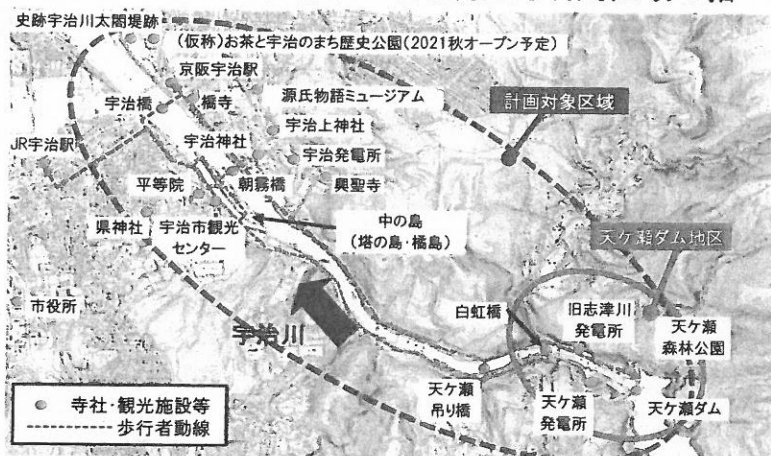 史跡宇治川太閤堤跡
(仮称)お茶と宇治のまち歴史公園(2021秋オープン予定)
京阪宇治駅
宇治橋
橋寺
源氏物語ミュージアム
計画対象区域
宇治上神社
JR宇治駅
宇治神社
宇治発電所
平等院
朝霧橋
興聖寺
県神社
宇治市観光
センター
中の島
(塔の島・橘島)
天ケ瀬ダム地区
市役所
宇治川
白虹橋
旧志津川
発電所
天ケ瀬
森林公園
天ケ瀬
吊り橋
天ケ瀬
発電所
天ケ瀬ダム
寺社・観光施設等
歩行者動線